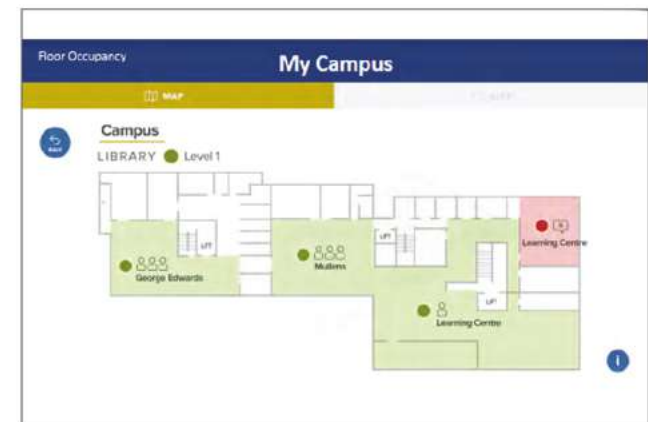 Floor Occupancy
My Campus
MAP
BACK
Campus
LIBRARY Level 1
LIFT
George Edwards
Mullens
LIFT
Learning Centre
LIFT
Learning Centre
i